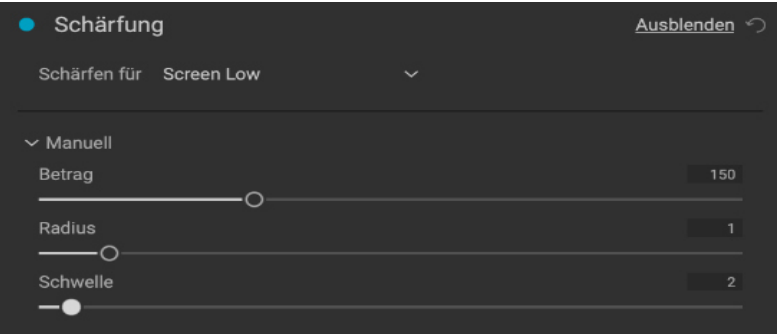 Schärfung Ausblenden
Schärfen für Screen Low
Manuell
Betrag 150
Radius 1
Schwelle 2